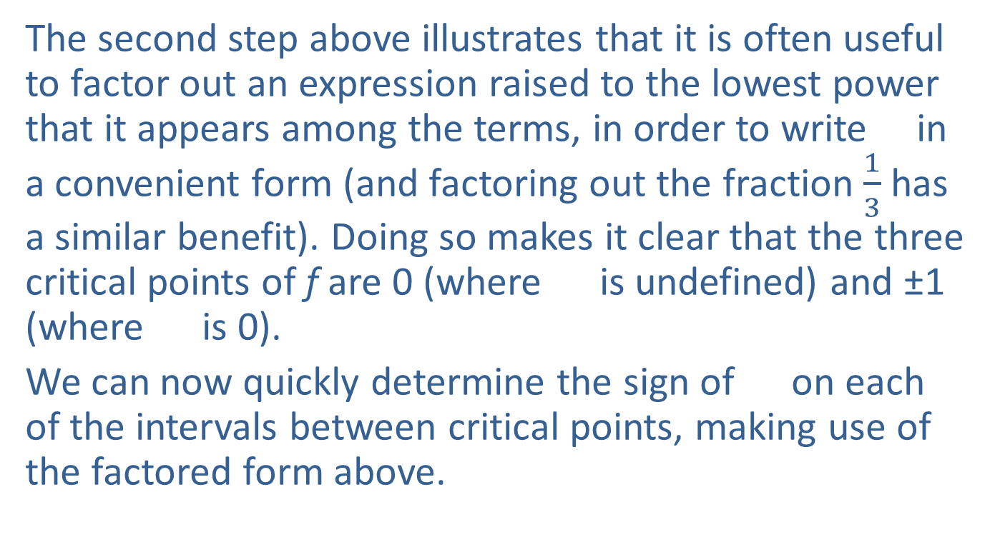 The second step above illustrates that it is often useful
to factor out an expression raised to the lowest power
that it appears among the terms, in order to write in
a convenient form (and factoring out the fraction 1/3 has
a similar benefit). Doing so makes it clear that the three
critical points of f are 0 (where is undefined) and ±1
(where is 0).
We can now quickly determine the sign of on each
of the intervals between critical points, making use of
the factored form above.